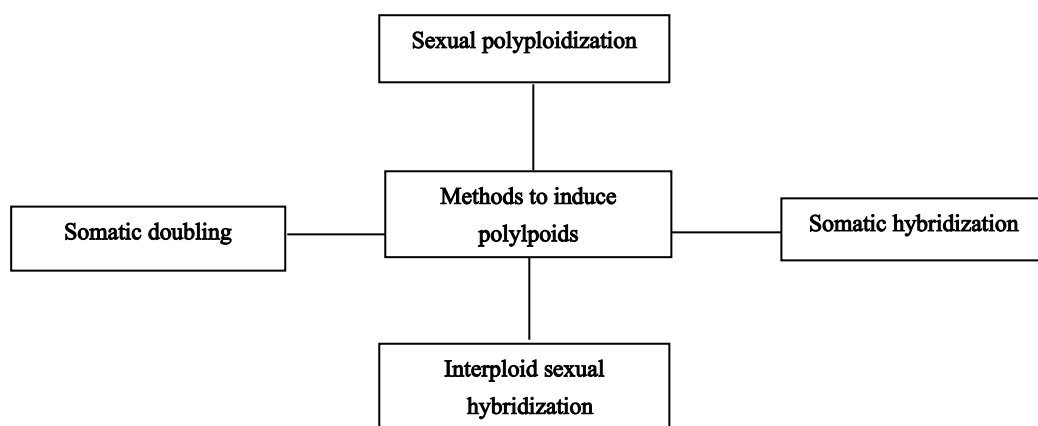 Sexual polyploidization
Methods to induce
polylpoids
Somatic doubling
Somatic hybridization
Interploid sexual
hybridization